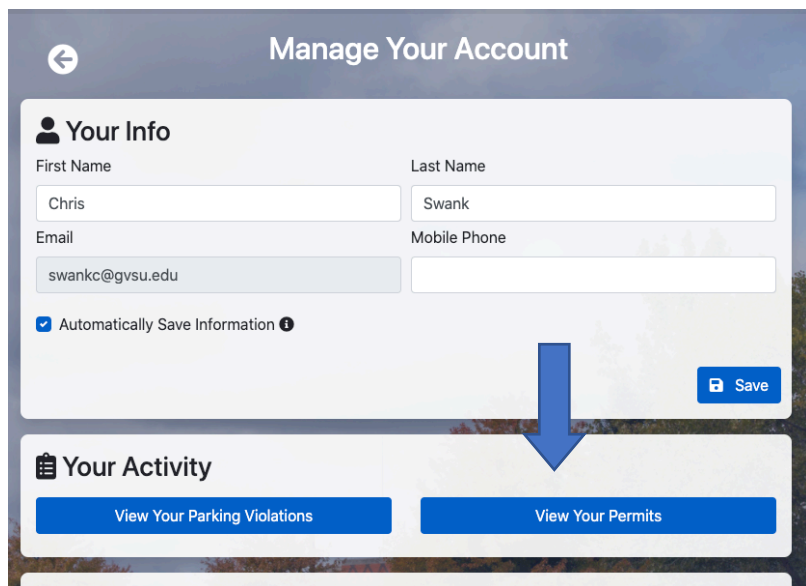 Manage Your Account
Your Info
First Name
Last Name
Chris
Swank
Email
Mobile Phone
swankc@gvsu.edu
Automatically Save Information
Save
Your Activity
View Your Parking Violations
View Your Permits